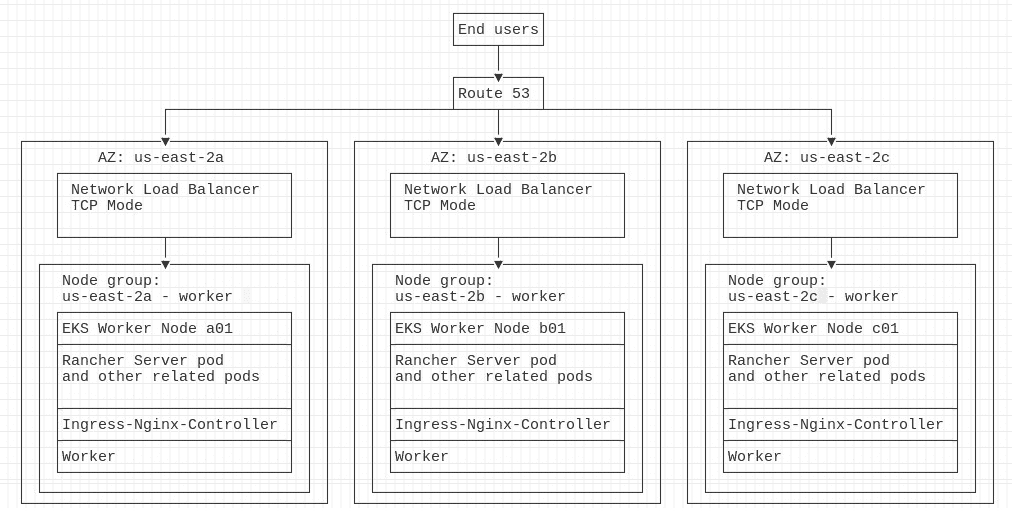 End users
Route 53
AZ: us-east-2a
Network Load Balancer
TCP Mode
Node group:
us-east-2a - worker
EKS Worker Node a01
Rancher Server pod
and other related pods
Ingress-Nginx-Controller
Worker
AZ: us-east-2b
Network Load Balancer
TCP Mode
Node group:
us-east-2b - worker
EKS Worker Node b01
Rancher Server pod
and other related pods
Ingress-Nginx-Controller
Worker
AZ: us-east-2c
Network Load Balancer
TCP Mode
Node group:
us-east-2c - worker
EKS Worker Node c01
Rancher Server pod
and other related pods
Ingress-Nginx-Controller
Worker